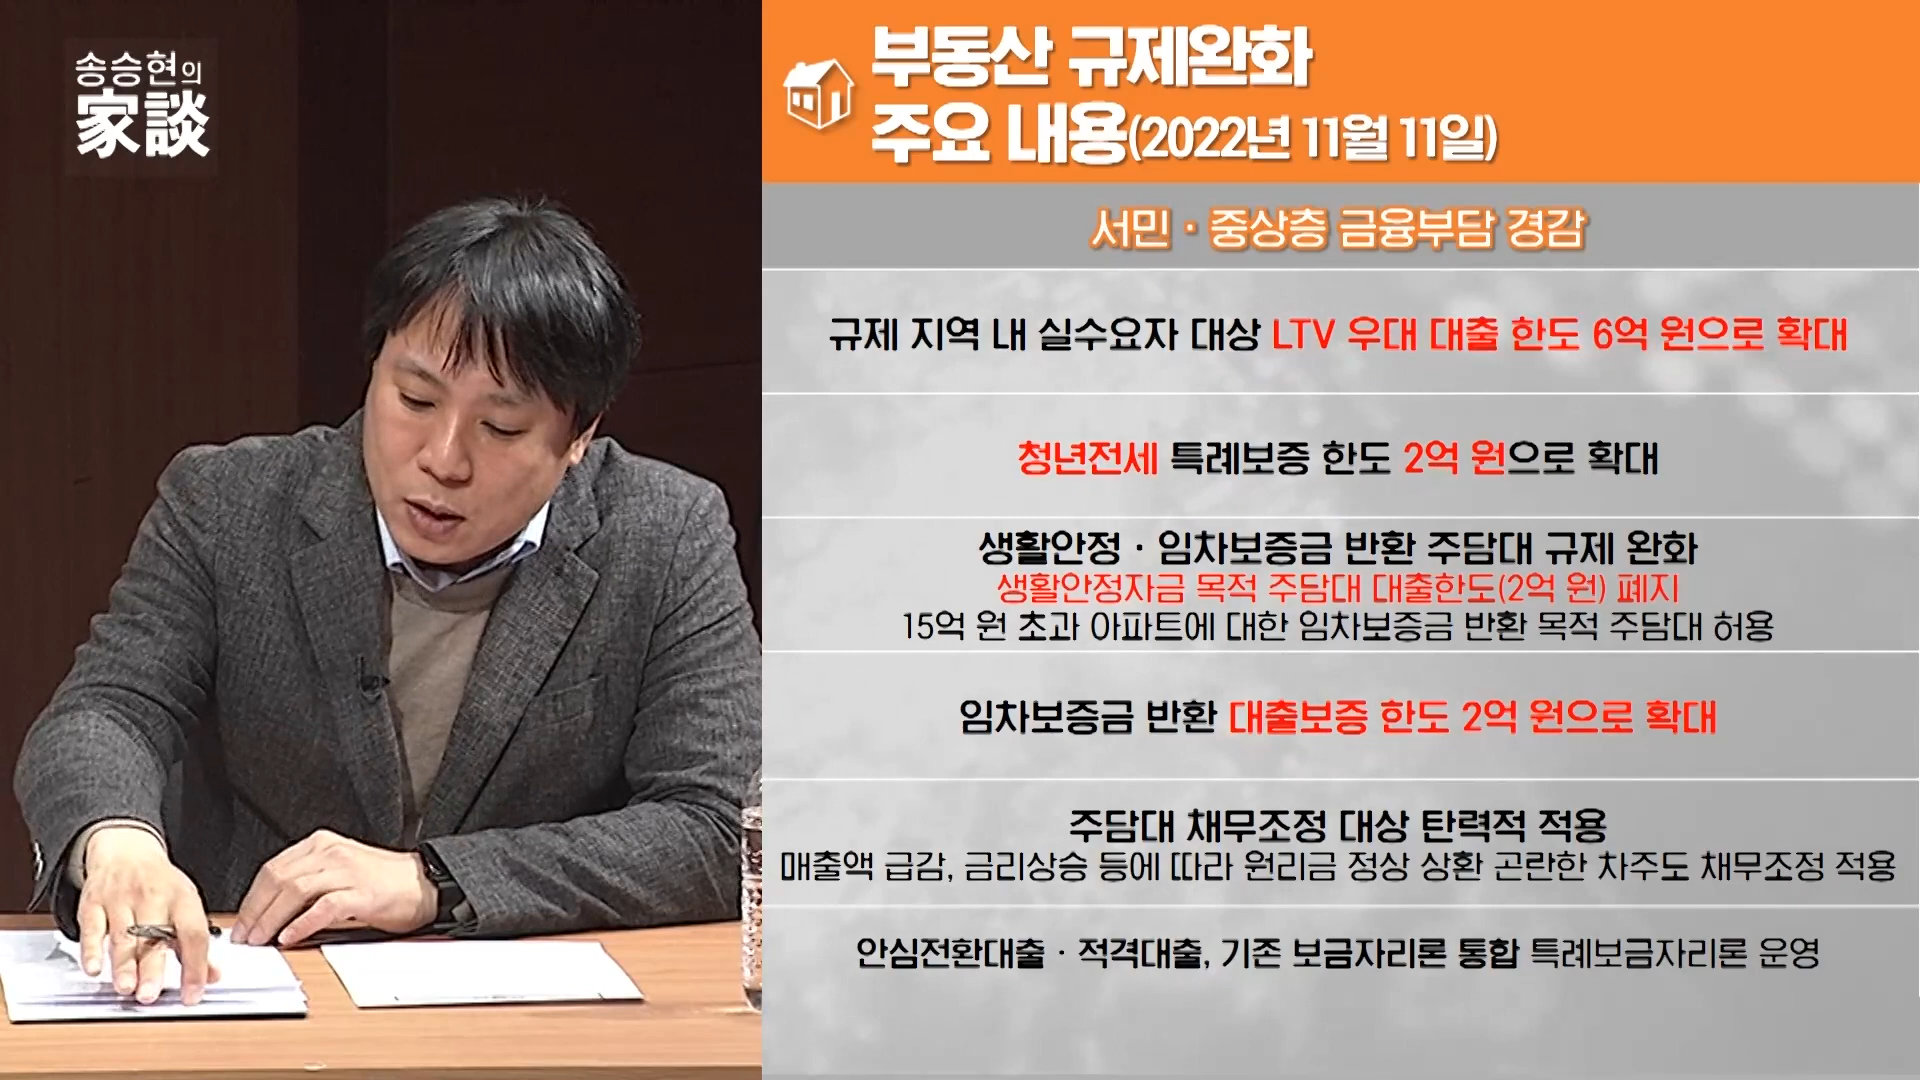 송승현의
家談
부동산 규제완화
주요 내용(2022년 11월 11일)
서민 · 중상층 금융부담 경감
규제 지역 내 실수요자 대상 LTV 우대 대출 한도 6억 원으로 확대
청년전세 특례보증 한도 2억 원으로 확대
생활안정 · 임차보증금 반환 주담대 규제 완화
생활안정자금 목적 주담대 대출한도(2억 원) 폐지
15억 원 초과 아파트에 대한 임차보증금 반환 목적 주담대 허용
임차보증금 반환 대출보증 한도 2억 원으로 확대
주담대 채무조정 대상 탄력적 적용
매출액 급감, 금리상승 등에 따라 원리금 정상 상환 곤란한 차주도 채무조정 적용
안심전환대출 · 적격대출, 기존 보금자리론 통합 특례보금자리론 운영